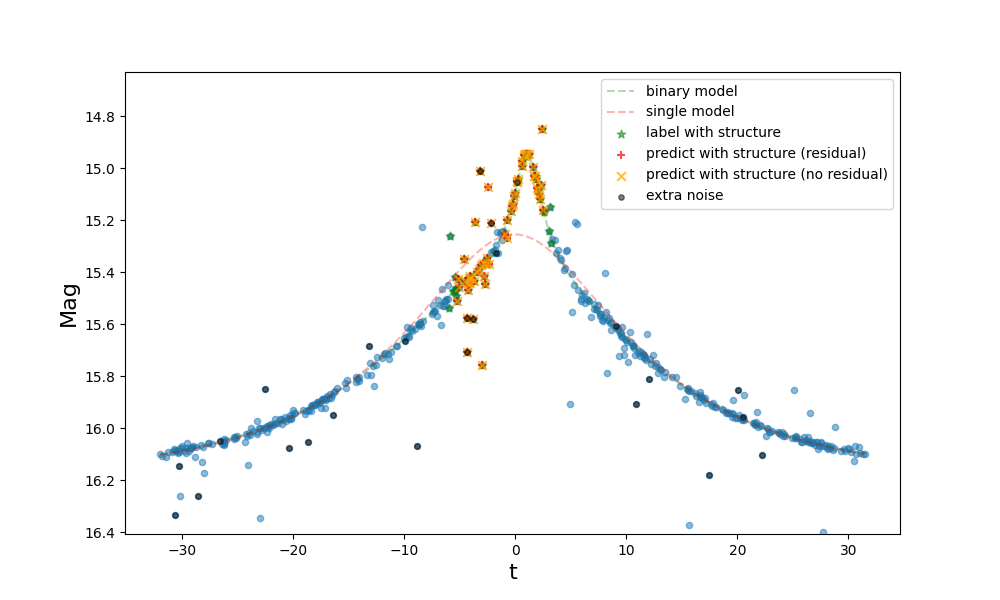 binary model
single model
label with structure
predict with structure (residual)
predict with structure (no residual)
extra noise
14.8
15.0
15.2
15.4
15.6
15.8
16.0
16.2
16.4
Mag
−30 −20 −10 0 10 20 30
t